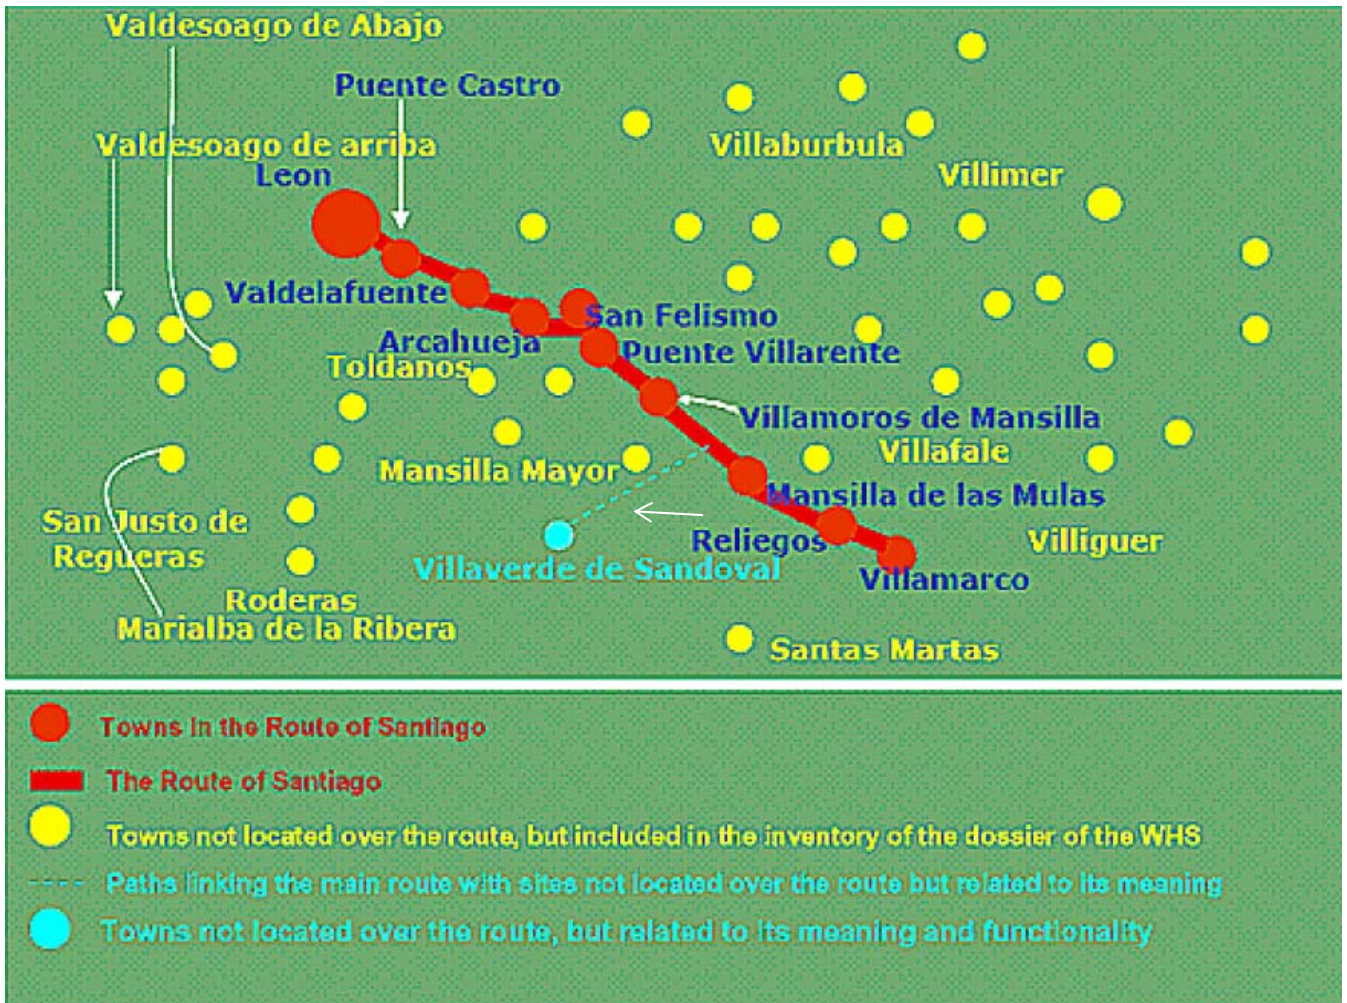 Valdesoago de Abajo
Puente Castro
Valdesoago de arriba
Villaburbula
Leon
Villimer
Valdelafuente
San Felismo
Arcahueja
Puente Villarente
Toldanos
Villamoros de Mansilla
Villafale
Mansilla Mayor
Mansilla de las Mulas
San Justo de
Regueras
Reliegos
Villiguer
Villaverde de Sandoval
Villamarco
Roderas
Marialba de la Ribera
Santas Martas
Towns in the Route of Santiago
The Route of Santiago
Towns not located over the route, but included in the inventory of the dossier of the WHS
Paths linking the main route with sites not located over the route but related to its meaning
Towns not located over the route, but related to its meaning and functionality